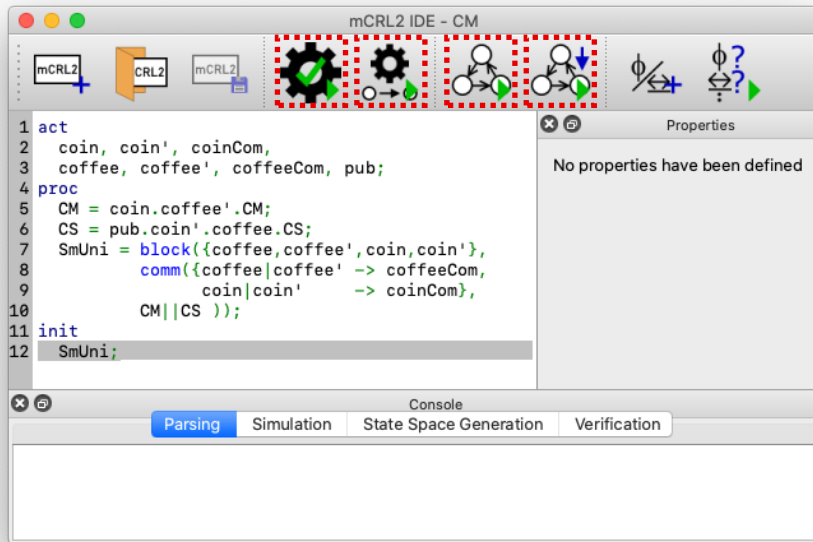 mCRL2 IDE - CM
mCRL2
CRL2
mCRL2
ϕ/⇔
ϕ?
⇔?
Properties
No properties have been defined
1 act
2 coin, coin', coinCom,
3 coffee, coffee', coffeeCom, pub;
4 proc
5 CM = coin.coffee'.CM;
6 CS = pub.coin'.coffee.CS;
7 SmUni = block({coffee,coffee',coin,coin'},
8 comm({coffee|coffee' -> coffeeCom,
9 coin|coin' -> coinCom},
10 CM||CS ));
11 init
12 SmUni;
Console
Parsing Simulation State Space Generation Verification